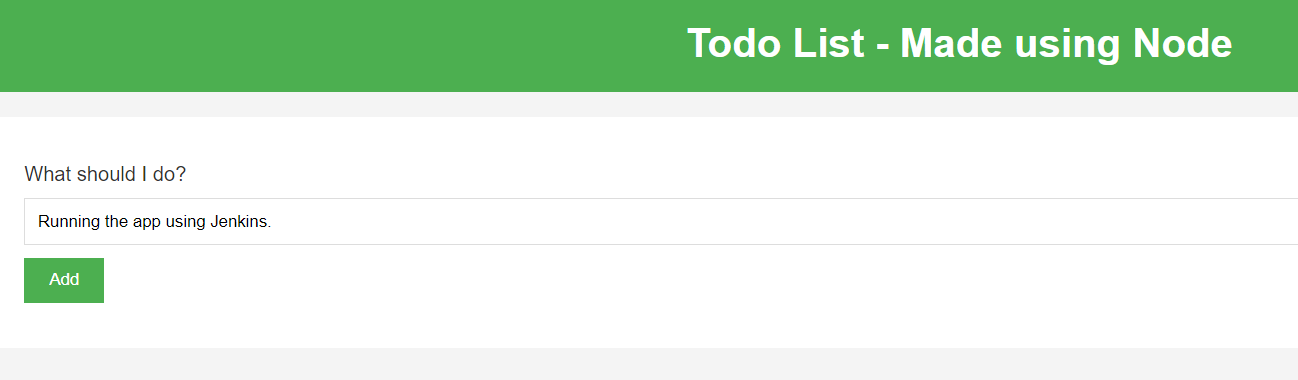 Todo List - Made using Node
What should I do?
Running the app using Jenkins.
Add